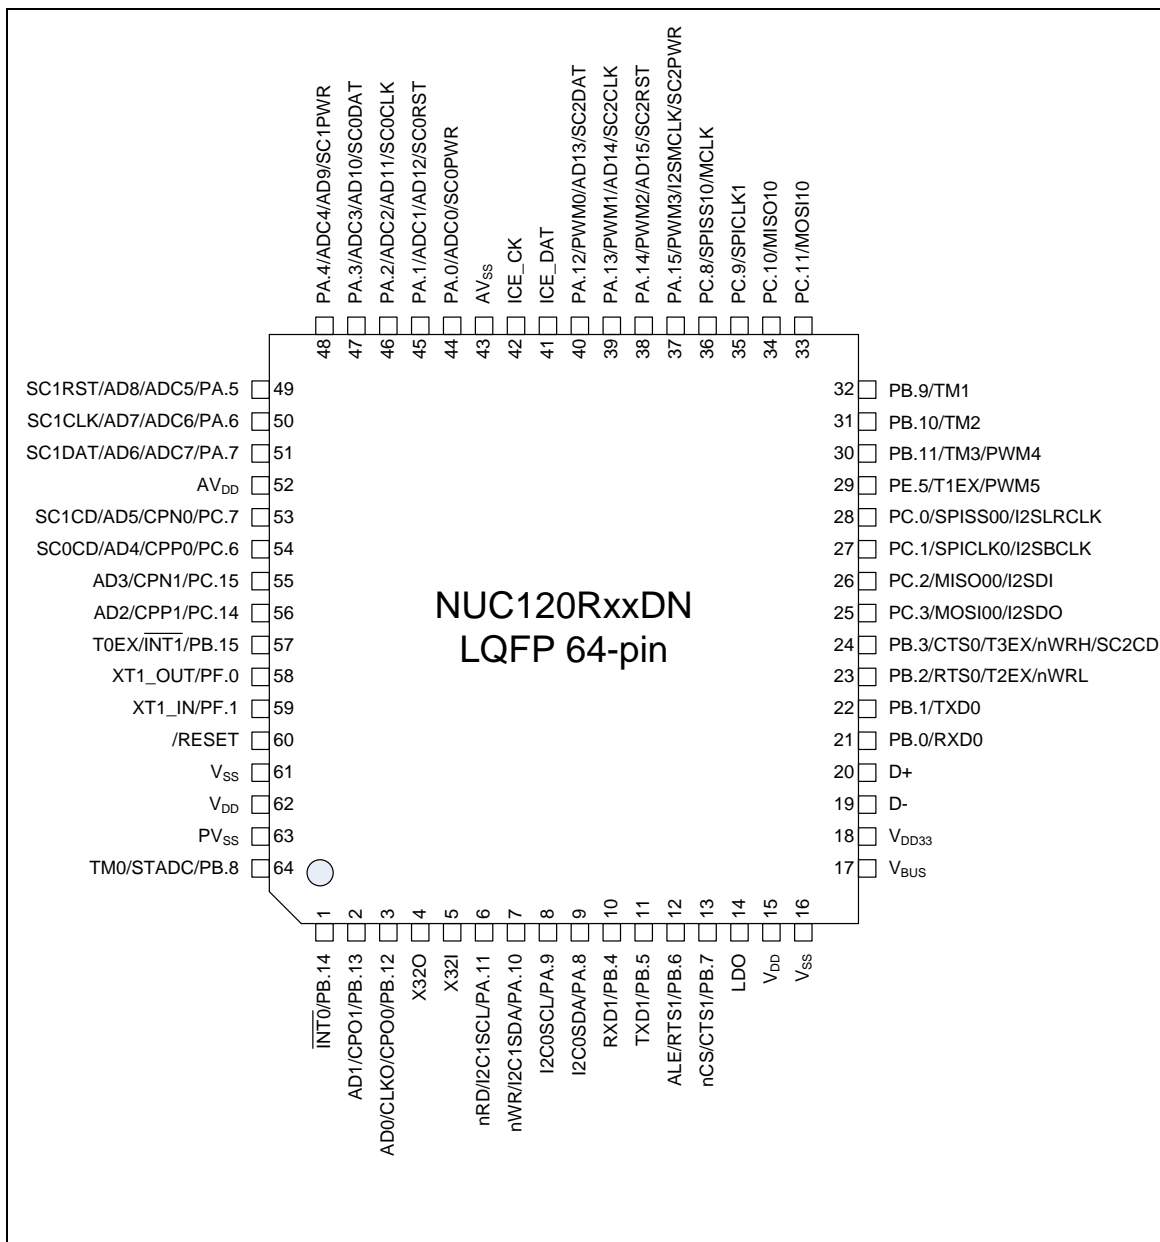 PA.4/ADC4/AD9/SC1PWR
PA.3/ADC3/AD10/SC0DAT
PA.2/ADC2/AD11/SC0CLK
PA.1/ADC1/AD12/SC0RST
PA.0/ADC0/SC0PWR
AVSS
ICE_CK
ICE_DAT
PA.12/PWM0/AD13/SC2DAT
PA.13/PWM1/AD14/SC2CLK
PA.14/PWM2/AD15/SC2RST
PA.15/PWM3/I2SMCLK/SC2PWR
PC.8/SPISS10/MCLK
PC.9/SPICLK1
PC.10/MISO10
PC.11/MOSI10
48
47
46
45
44
43
42
41
40
39
38
37
36
35
34
33
SC1RST/AD8/ADC5/PA.5 49
SC1CLK/AD7/ADC6/PA.6 50
SC1DAT/AD6/ADC7/PA.7 51
AVDD 52
SC1CD/AD5/CPN0/PC.7 53
SC0CD/AD4/CPP0/PC.6 54
AD3/CPN1/PC.15 55
AD2/CPP1/PC.14 56
T0EX/INT1/PB.15 57
XT1_OUT/PF.0 58
XT1_IN/PF.1 59
/RESET 60
VSS 61
VDD 62
PVSS 63
TM0/STADC/PB.8 64
NUC120RxxDN
LQFP 64-pin
32 PB.9/TM1
31 PB.10/TM2
30 PB.11/TM3/PWM4
29 PE.5/T1EX/PWM5
28 PC.0/SPISS00/I2SLRCLK
27 PC.1/SPICLK0/I2SBCLK
26 PC.2/MISO00/I2SDI
25 PC.3/MOSI00/I2SDO
24 PB.3/CTS0/T3EX/nWRH/SC2CD
23 PB.2/RTS0/T2EX/nWRL
22 PB.1/TXD0
21 PB.0/RXD0
20 D+
19 D-
18 VDD33
17 VBUS
1
2
3
4
5
6
7
8
9
10
11
12
13
14
15
16
INT0/PB.14
AD1/CPO1/PB.13
AD0/CLKO/CPO0/PB.12
X32O
X32I
nRD/I2C1SCL/PA.11
nWR/I2C1SDA/PA.10
I2C0SCL/PA.9
I2C0SDA/PA.8
RXD1/PB.4
TXD1/PB.5
ALE/RTS1/PB.6
nCS/CTS1/PB.7
LDO
VDD
VSS